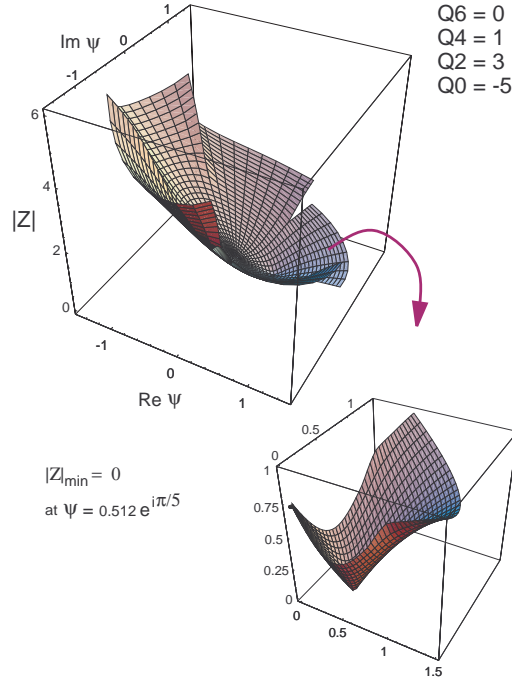 Q6 = 0
Q4 = 1
Q2 = 3
Q0 = -5
Im ψ
-1
0
1
6
4
2
0
|Z|
-1
0
1
Re ψ
|Z|min = 0
at ψ = 0.512 e^iπ/5
0
0.5
1
1
0.75
0.5
0.25
0
0
0.5
1
1.5